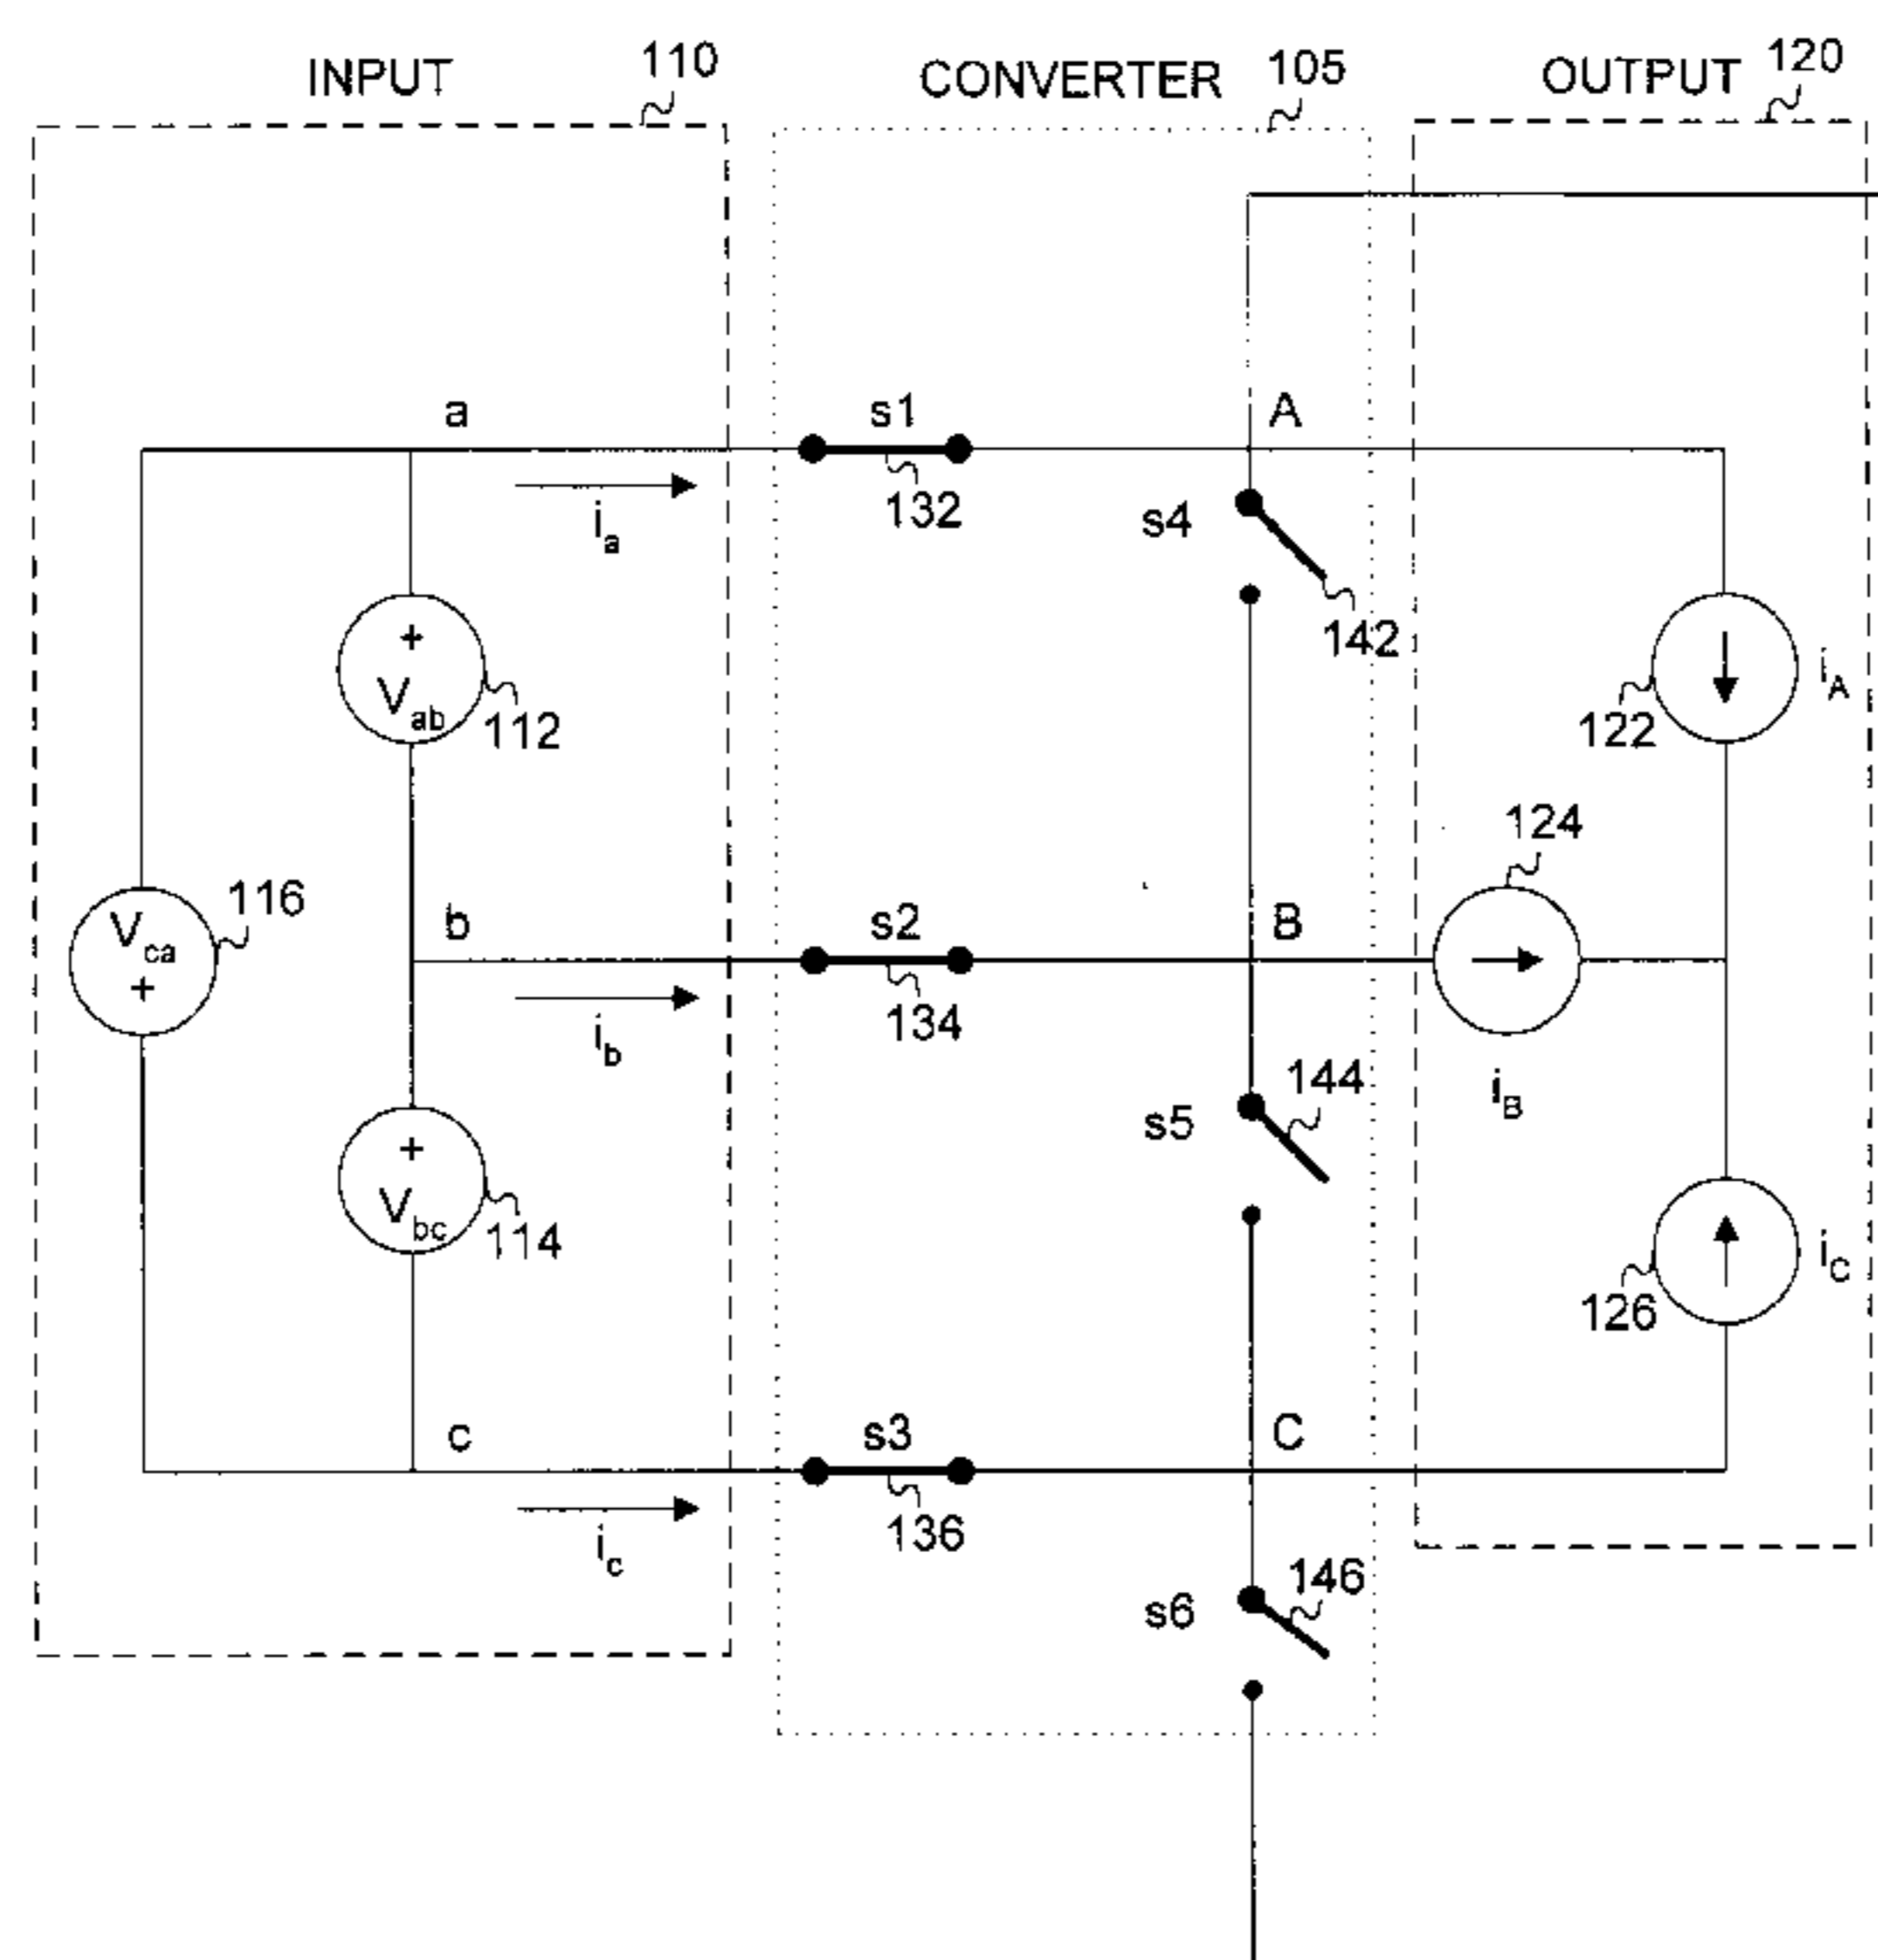 INPUT
110
CONVERTER
105
OUTPUT
120
a
s1
A
132
i_a
s4
142
+
V_ab
112
122
i_A
124
116
V_ca
+
b
s2
B
134
i_b
144
s5
i_B
+
V_bc
114
126
i_C
c
s3
C
136
i_c
146
s6